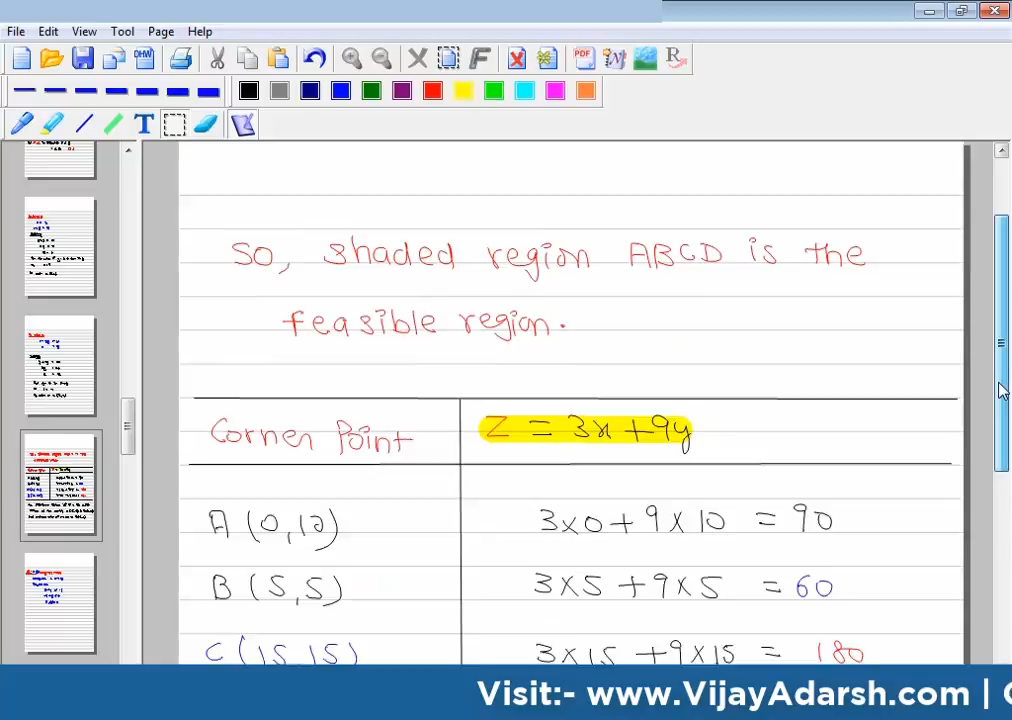 File Edit View Tool Page Help
So, shaded region ABCD is the
feasible region.
Corner Point Z = 3x + 9y
A (0,10) 3×0 + 9×10 = 90
B (5,5) 3×5 + 9×5 = 60
C (15,15) 3×15 + 9×15 = 180
Visit:- www.VijayAdarsh.com |